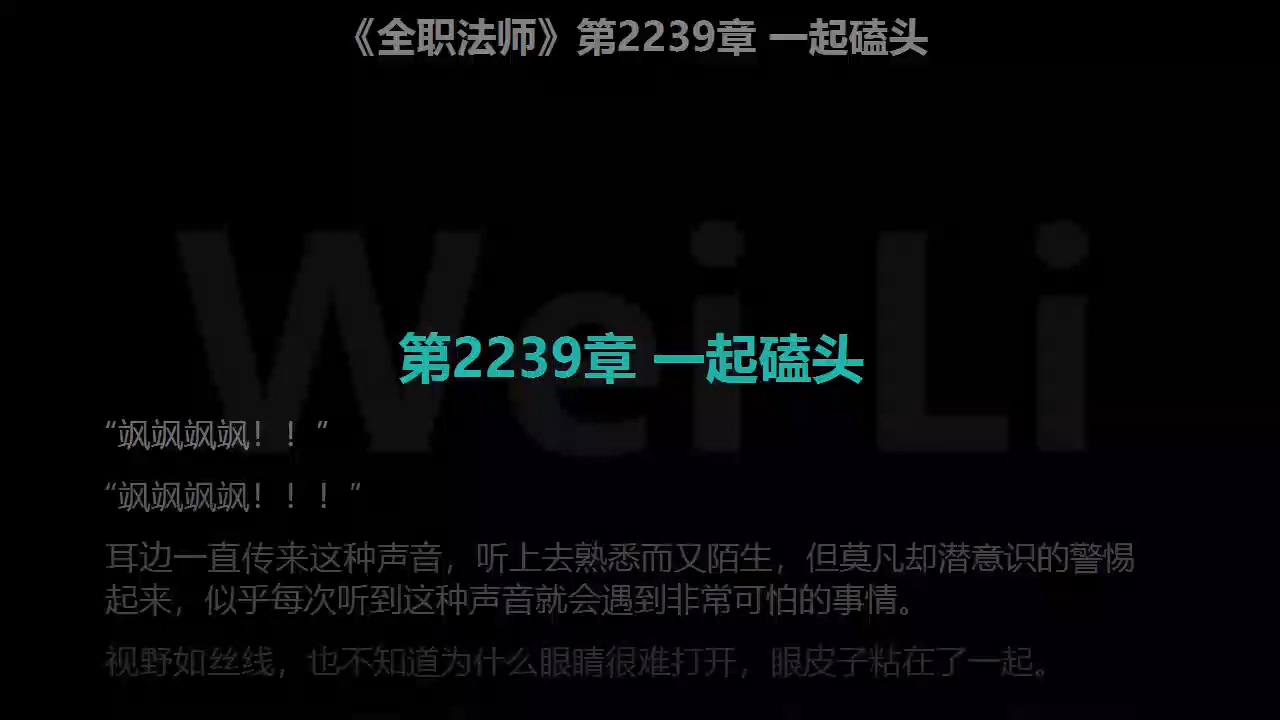 《全职法师》第2239章 一起磕头
Wei Li
第2239章 一起磕头
“飒飒飒飒！！”
“飒飒飒飒！！！”
耳边一直传来这种声音，听上去熟悉而又陌生，但莫凡却潜意识的警惕
起来，似乎每次听到这种声音就会遇到非常可怕的事情。
视野如丝线，也不知道为什么眼睛很难打开，眼皮子粘在了一起。